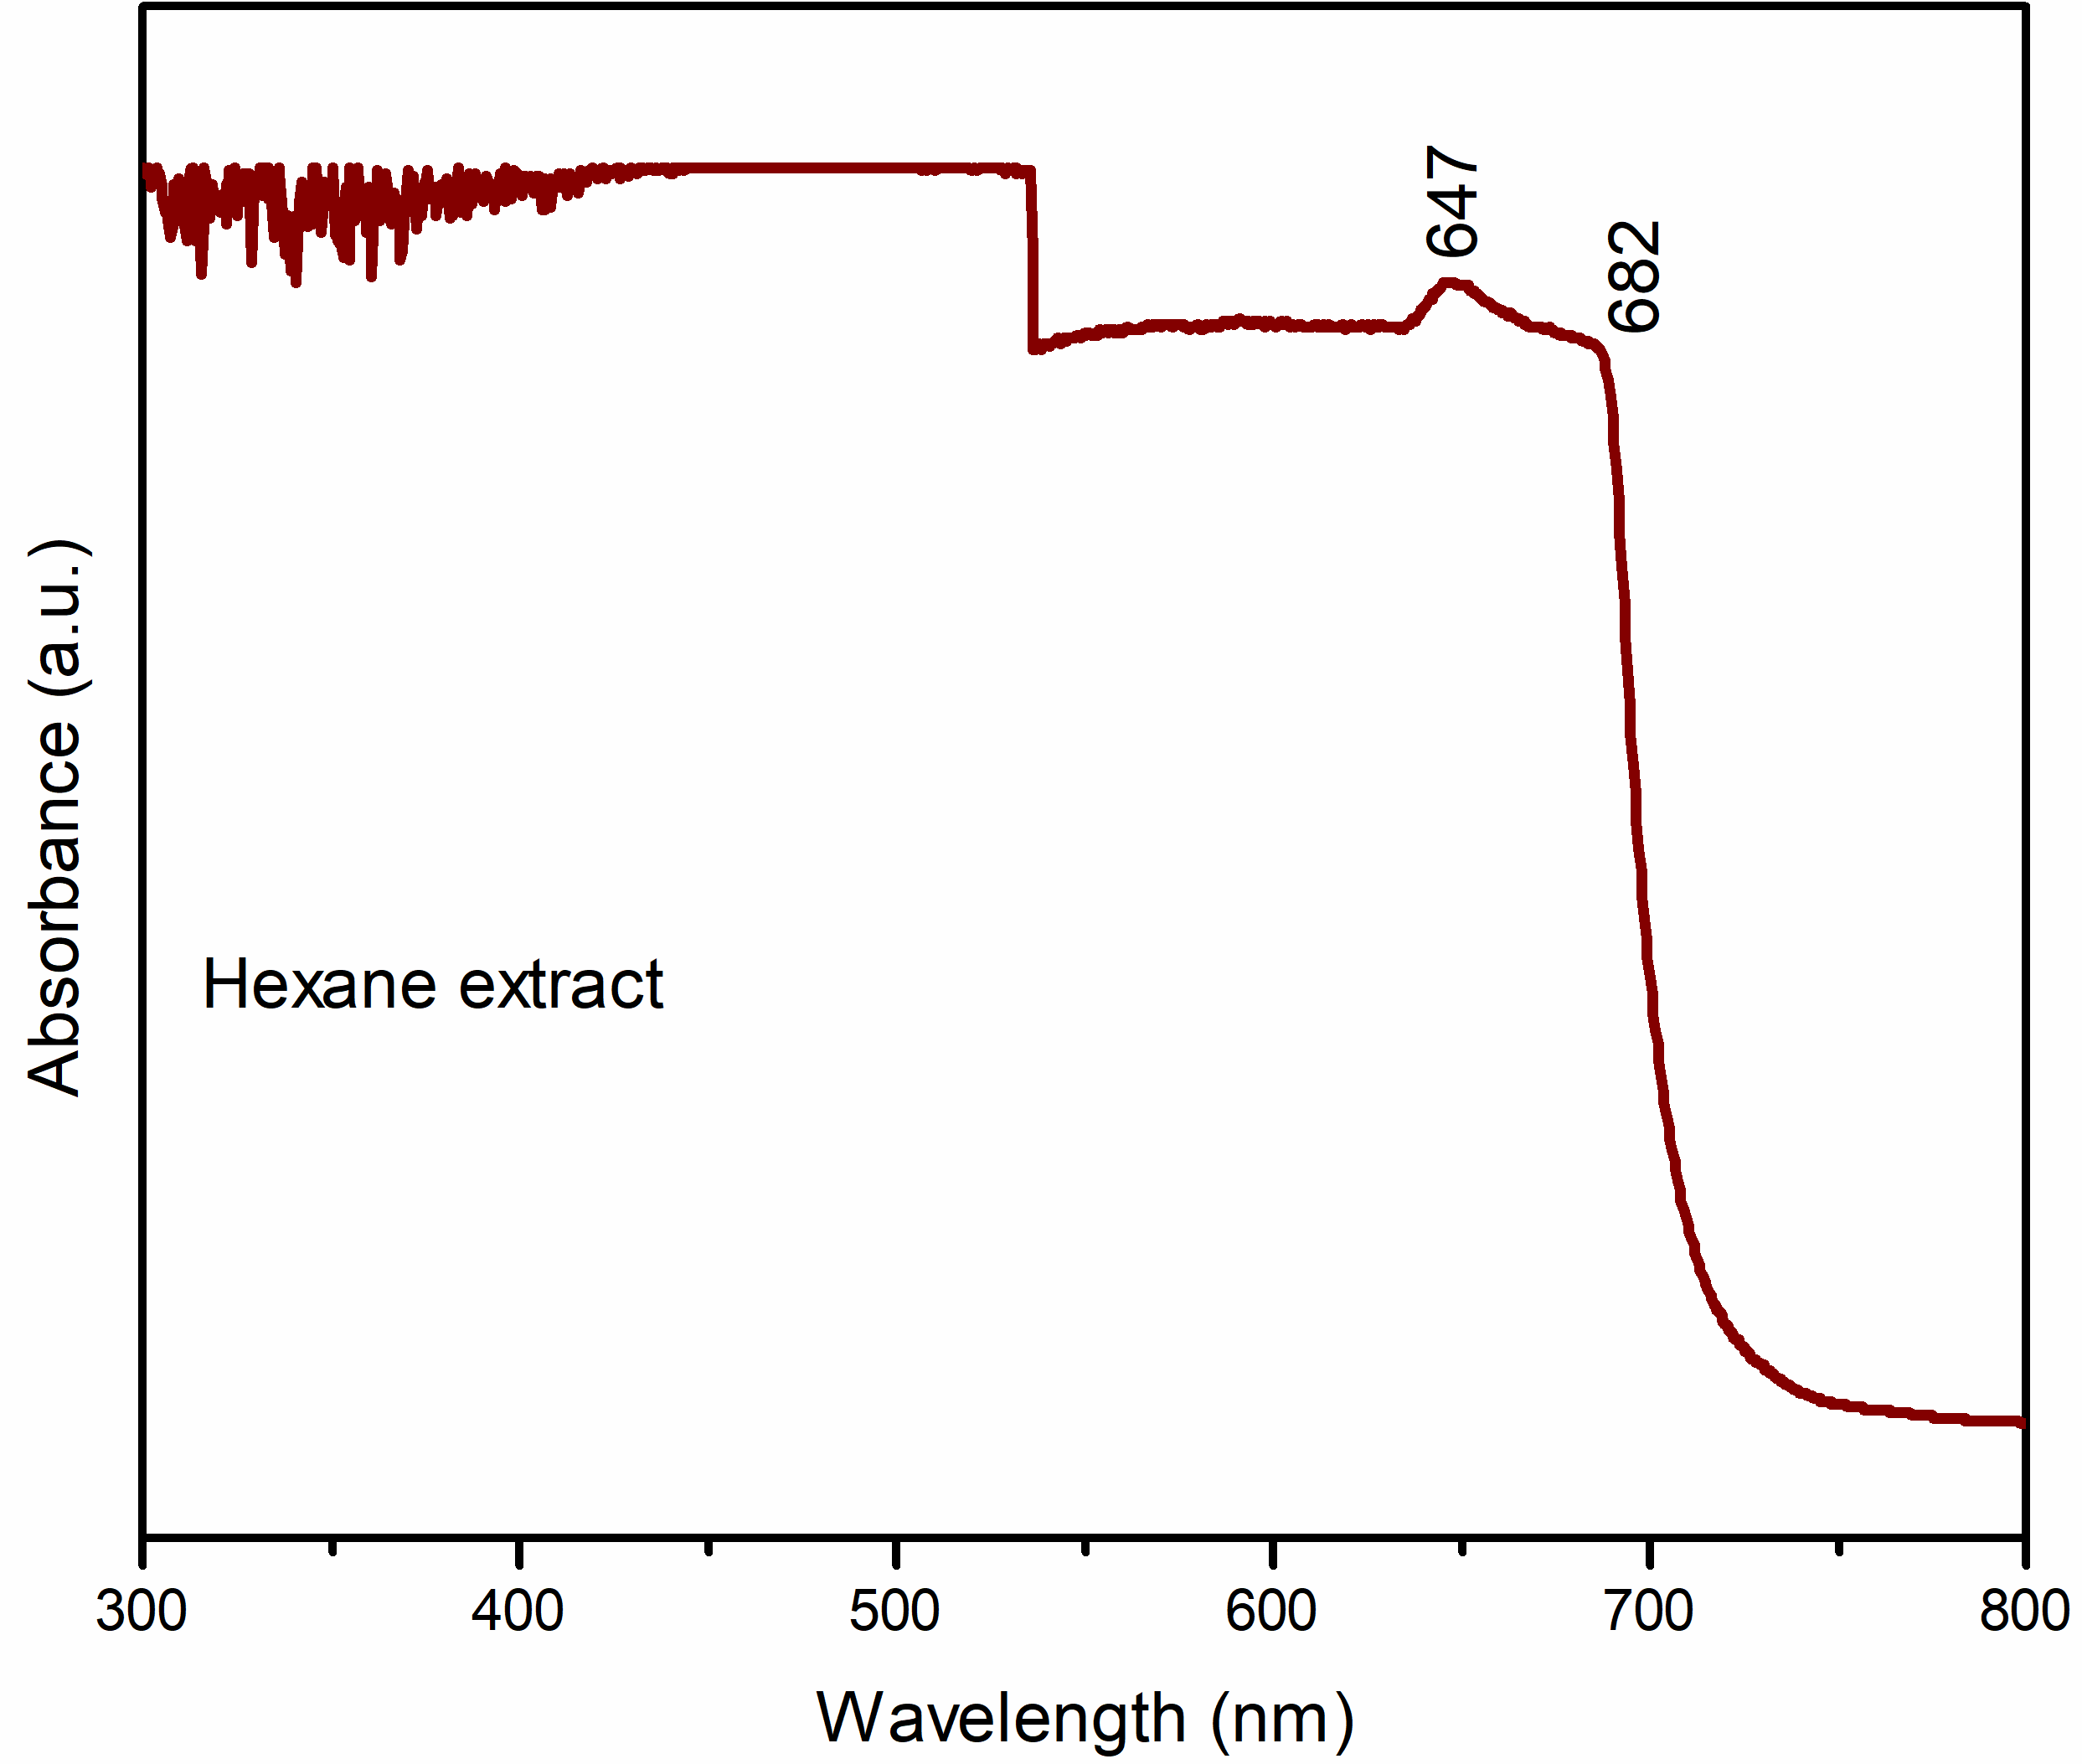 647
682
Absorbance (a.u.)
Hexane extract
300 400 500 600 700 800
Wavelength (nm)